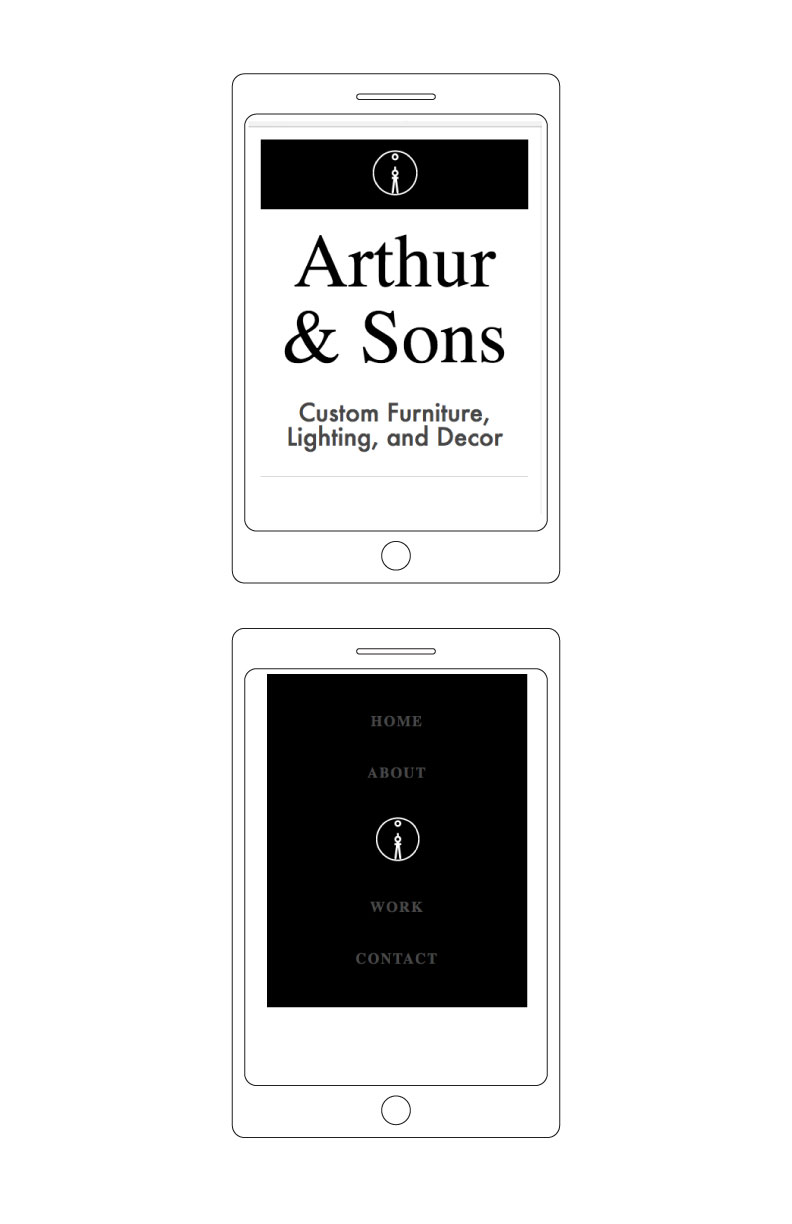 Arthur
& Sons
Custom Furniture,
Lighting, and Decor
HOME
ABOUT
WORK
CONTACT